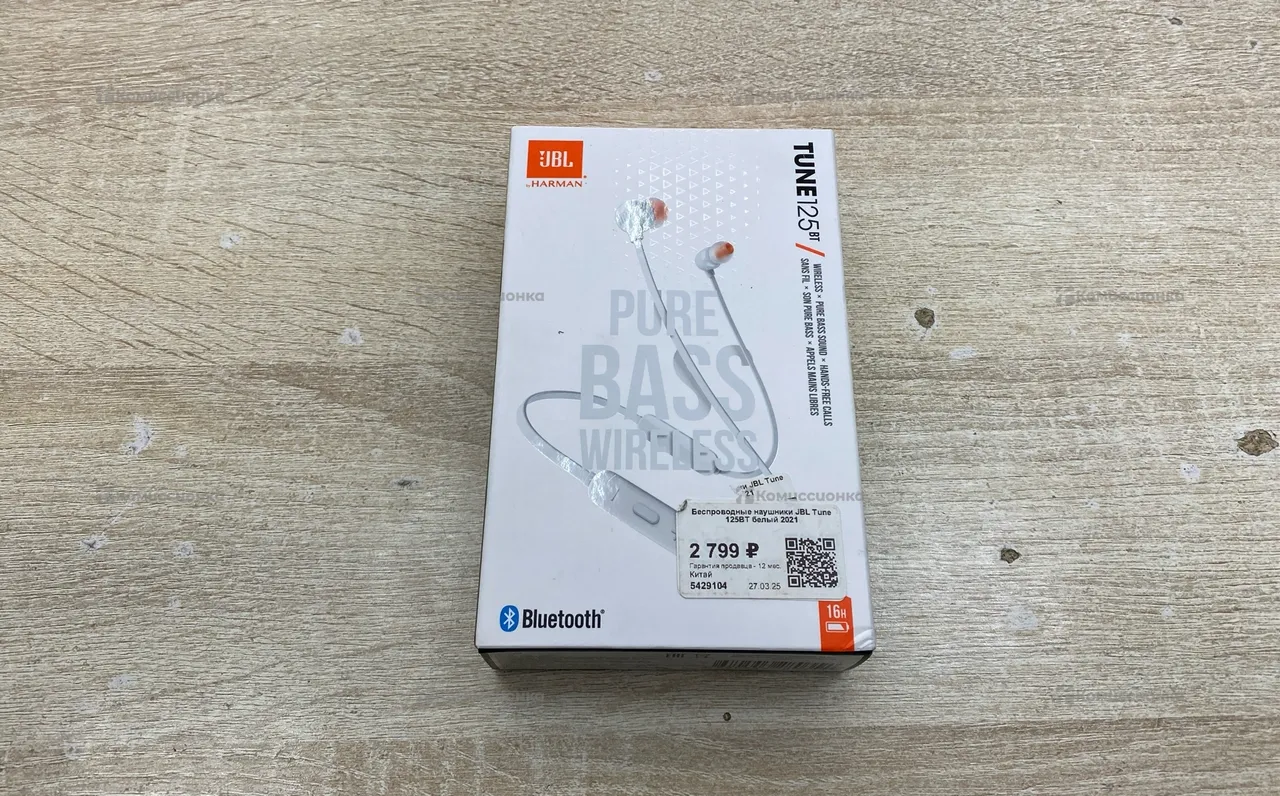 JBL
by HARMAN
TUNE125BT
WIRELESS × PURE BASS SOUND × HANDS-FREE CALLS
SANS FIL × SON PURE BASS × APPELS MAINS LIBRES
PURE
BASS
WIRELESS
JBL Tune
Комиссионка
Беспроводные наушники JBL Tune
125BT белый 2021
2 799 ₽
Гарантия продавца - 12 мес.
Китай
5429104 27.03.25
Bluetooth®
16H